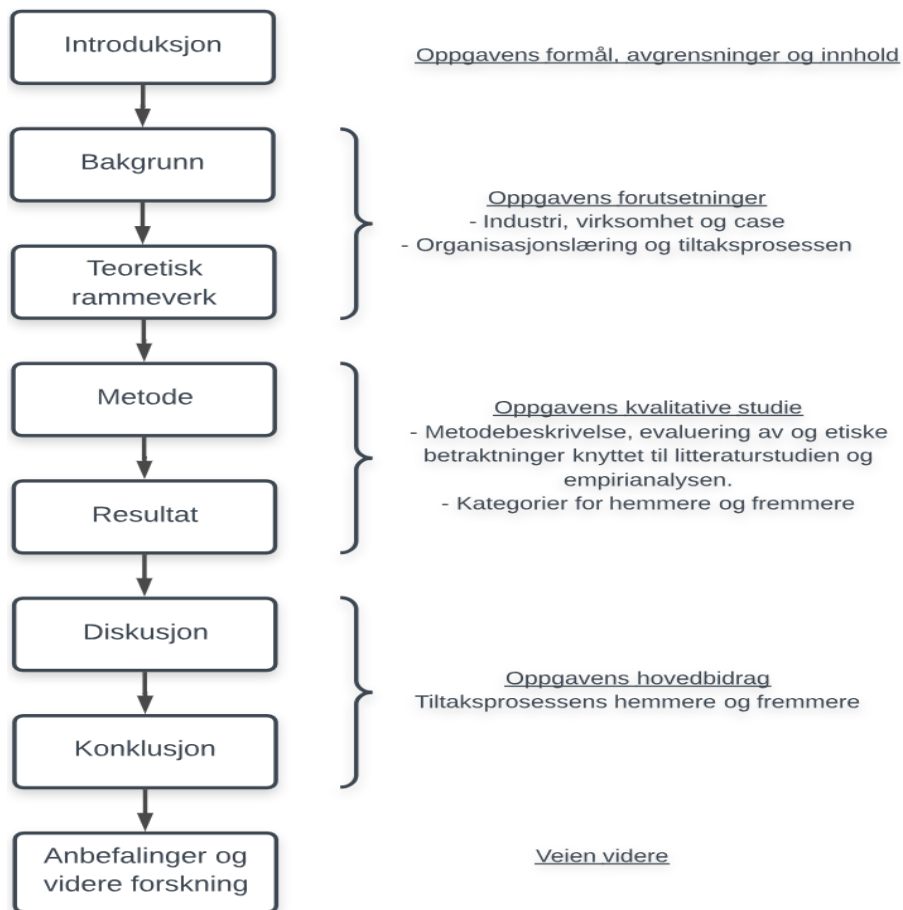 Introduksjon
Oppgavens formål, avgrensninger og innhold
Bakgrunn
Teoretisk
rammeverk
Oppgavens forutsetninger
- Industri, virksomhet og case
- Organisasjonslæring og tiltaksprosessen
Metode
Resultat
Oppgavens kvalitative studie
- Metodebeskrivelse, evaluering av og etiske
betraktninger knyttet til litteraturstudien og
empirianalysen.
- Kategorier for hemmere og fremmere
Diskusjon
Konklusjon
Oppgavens hovedbidrag
Tiltaksprosessens hemmere og fremmere
Anbefalinger og
videre forskning
Veien videre